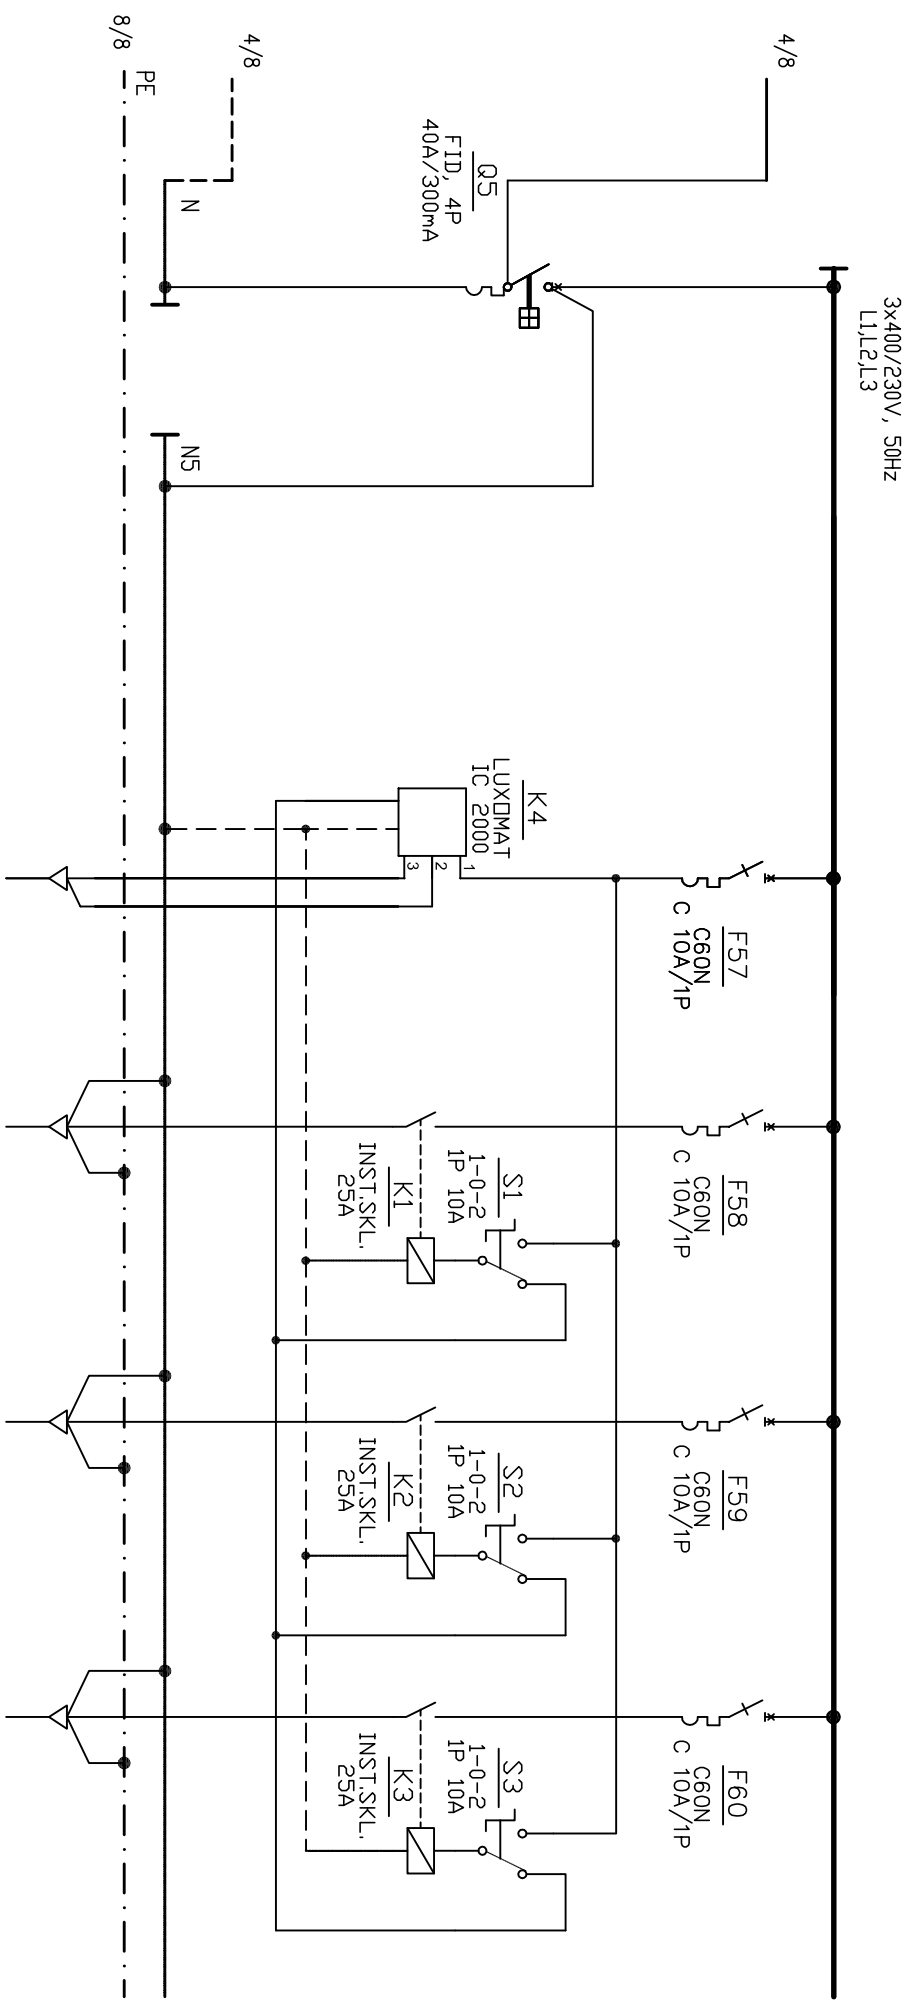 3x400/230V, 50Hz
L1,L2,L3
4/8
4/8
8/8
PE
N
N5
Q5
FID, 4P
40A/300mA
F57
C60N
C 10A/1P
F58
C60N
C 10A/1P
F59
C60N
C 10A/1P
F60
C60N
C 10A/1P
K4
LUXOMAT
IC 2000
1
2
3
S1
1-0-2
1P 10A
K1
INST.SKL.
25A
S2
1-0-2
1P 10A
K2
INST.SKL.
25A
S3
1-0-2
1P 10A
K3
INST.SKL.
25A